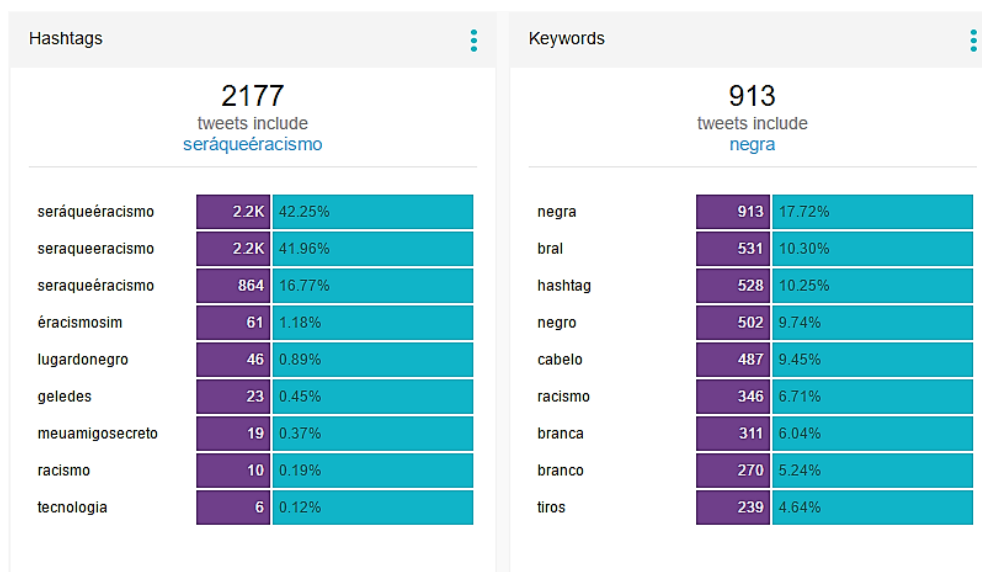 Hashtags
2177
tweets include
seráqueéracismo
seráqueéracismo 2.2K 42.25%
seraqueeracismo 2.2K 41.96%
seraqueéracismo 864 16.77%
éracismosim 61 1.18%
lugardonegro 46 0.89%
geledes 23 0.45%
meuamigosecreto 19 0.37%
racismo 10 0.19%
tecnologia 6 0.12%
Keywords
913
tweets include
negra
negra 913 17.72%
bral 531 10.30%
hashtag 528 10.25%
negro 502 9.74%
cabelo 487 9.45%
racismo 346 6.71%
branca 311 6.04%
branco 270 5.24%
tiros 239 4.64%